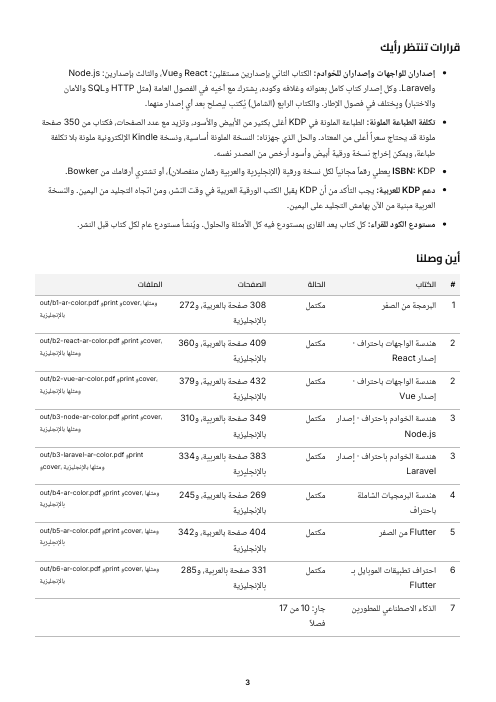 قرارات تنتظر رأيك
• إصداران للواجهات وإصداران للخوادم: الكتاب الثاني بإصدارين مستقلين: React وVue، والثالث بإصدارين: Node.js
وLaravel. وكل إصدار كتاب كامل بعنوانه وغلافه وكوده، يشترك مع أخيه في الفصول العامة (مثل HTTP وSQL والأمان
والاختبار) ويختلف في فصول الإطار. والكتاب الرابع (الشامل) يُكتب ليصلح بعد أي إصدار منهما.
• تكلفة الطباعة الملونة: الطباعة الملونة في KDP أغلى بكثير من الأبيض والأسود، وتزيد مع عدد الصفحات، فكتاب من 350 صفحة
ملونة قد يحتاج سعراً أعلى من المعتاد. والحل الذي جهزناه: النسخة الملونة أساسية، ونسخة Kindle الإلكترونية ملونة بلا تكلفة
طباعة، ويمكن إخراج نسخة ورقية أبيض وأسود أرخص من المصدر نفسه.
• ISBN: KDP يعطي رقماً مجانياً لكل نسخة ورقية (الإنجليزية والعربية رقمان منفصلان)، أو تشتري أرقامك من Bowker.
• دعم KDP للعربية: يجب التأكد من أن KDP يقبل الكتب الورقية العربية في وقت النشر، ومن اتجاه التجليد من اليمين. والنسخة
العربية مبنية من الآن بهامش التجليد على اليمين.
• مستودع الكود للقراء: كل كتاب يعد القارئ بمستودع فيه كل الأمثلة والحلول. ويُنشأ مستودع عام لكل كتاب قبل النشر.
أين وصلنا
# الكتاب الحالة الصفحات الملفات
1 البرمجة من الصفر مكتمل 308 صفحة بالعربية، و272 out/b1-ar-color.pdf وprint وcover، ومثلها
بالإنجليزية بالإنجليزية
2 هندسة الواجهات باحتراف · مكتمل 409 صفحة بالعربية، و360 out/b2-react-ar-color.pdf وprint وcover،
إصدار React بالإنجليزية ومثلها بالإنجليزية
2 هندسة الواجهات باحتراف · مكتمل 432 صفحة بالعربية، و379 out/b2-vue-ar-color.pdf وprint وcover،
إصدار Vue بالإنجليزية ومثلها بالإنجليزية
3 هندسة الخوادم باحتراف · إصدار مكتمل 349 صفحة بالعربية، و310 out/b3-node-ar-color.pdf وprint وcover،
Node.js بالإنجليزية ومثلها بالإنجليزية
3 هندسة الخوادم باحتراف · إصدار مكتمل 383 صفحة بالعربية، و334 out/b3-laravel-ar-color.pdf وprint
Laravel بالإنجليزية وcover، ومثلها بالإنجليزية
4 هندسة البرمجيات الشاملة مكتمل 269 صفحة بالعربية، و245 out/b4-ar-color.pdf وprint وcover، ومثلها
باحتراف بالإنجليزية بالإنجليزية
5 Flutter من الصفر مكتمل 404 صفحة بالعربية، و342 out/b5-ar-color.pdf وprint وcover، ومثلها
بالإنجليزية بالإنجليزية
6 احتراف تطبيقات الموبايل بـ مكتمل 331 صفحة بالعربية، و285 out/b6-ar-color.pdf وprint وcover، ومثلها
Flutter بالإنجليزية بالإنجليزية
7 الذكاء الاصطناعي للمطورين جارٍ: 10 من 17
فصلاً
3